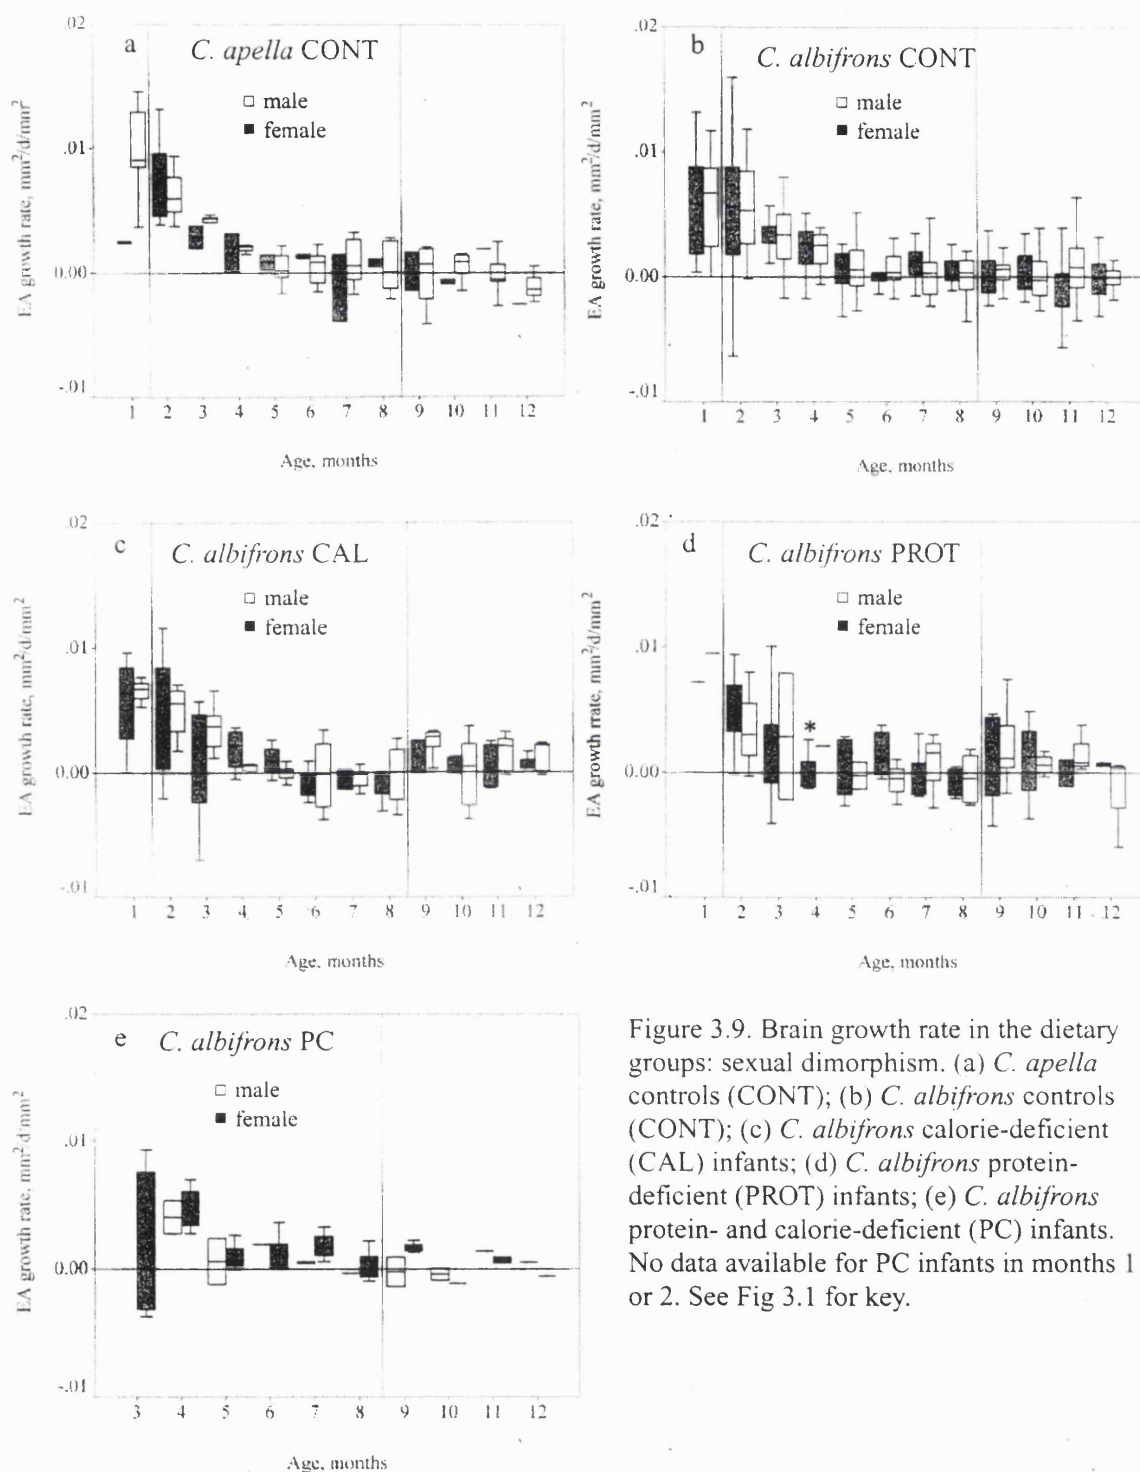 a
C. apella CONT
male
female
.02
.01
0.00
-.01
EA growth rate, mm²/d/mm²
1 2 3 4 5 6 7 8 9 10 11 12
Age, months
b
C. albifrons CONT
male
female
.02
.01
0.00
-.01
EA growth rate, mm²/d/mm²
1 2 3 4 5 6 7 8 9 10 11 12
Age, months
c
C. albifrons CAL
male
female
.02
.01
0.00
-.01
EA growth rate, mm²/d/mm²
1 2 3 4 5 6 7 8 9 10 11 12
Age, months
d
C. albifrons PROT
male
female
*
.02
.01
0.00
-.01
EA growth rrate, mm²/d/mm²
1 2 3 4 5 6 7 8 9 10 11 12
Age, months
e
C. albifrons PC
male
female
.02
.01
0.00
-.01
EA growth rate, mm²/d/mm²
3 4 5 6 7 8 9 10 11 12
Age, months
Figure 3.9. Brain growth rate in the dietary
groups: sexual dimorphism. (a) C. apella
controls (CONT); (b) C. albifrons controls
(CONT); (c) C. albifrons calorie-deficient
(CAL) infants; (d) C. albifrons protein-
deficient (PROT) infants; (e) C. albifrons
protein- and calorie-deficient (PC) infants.
No data available for PC infants in months 1
or 2. See Fig 3.1 for key.